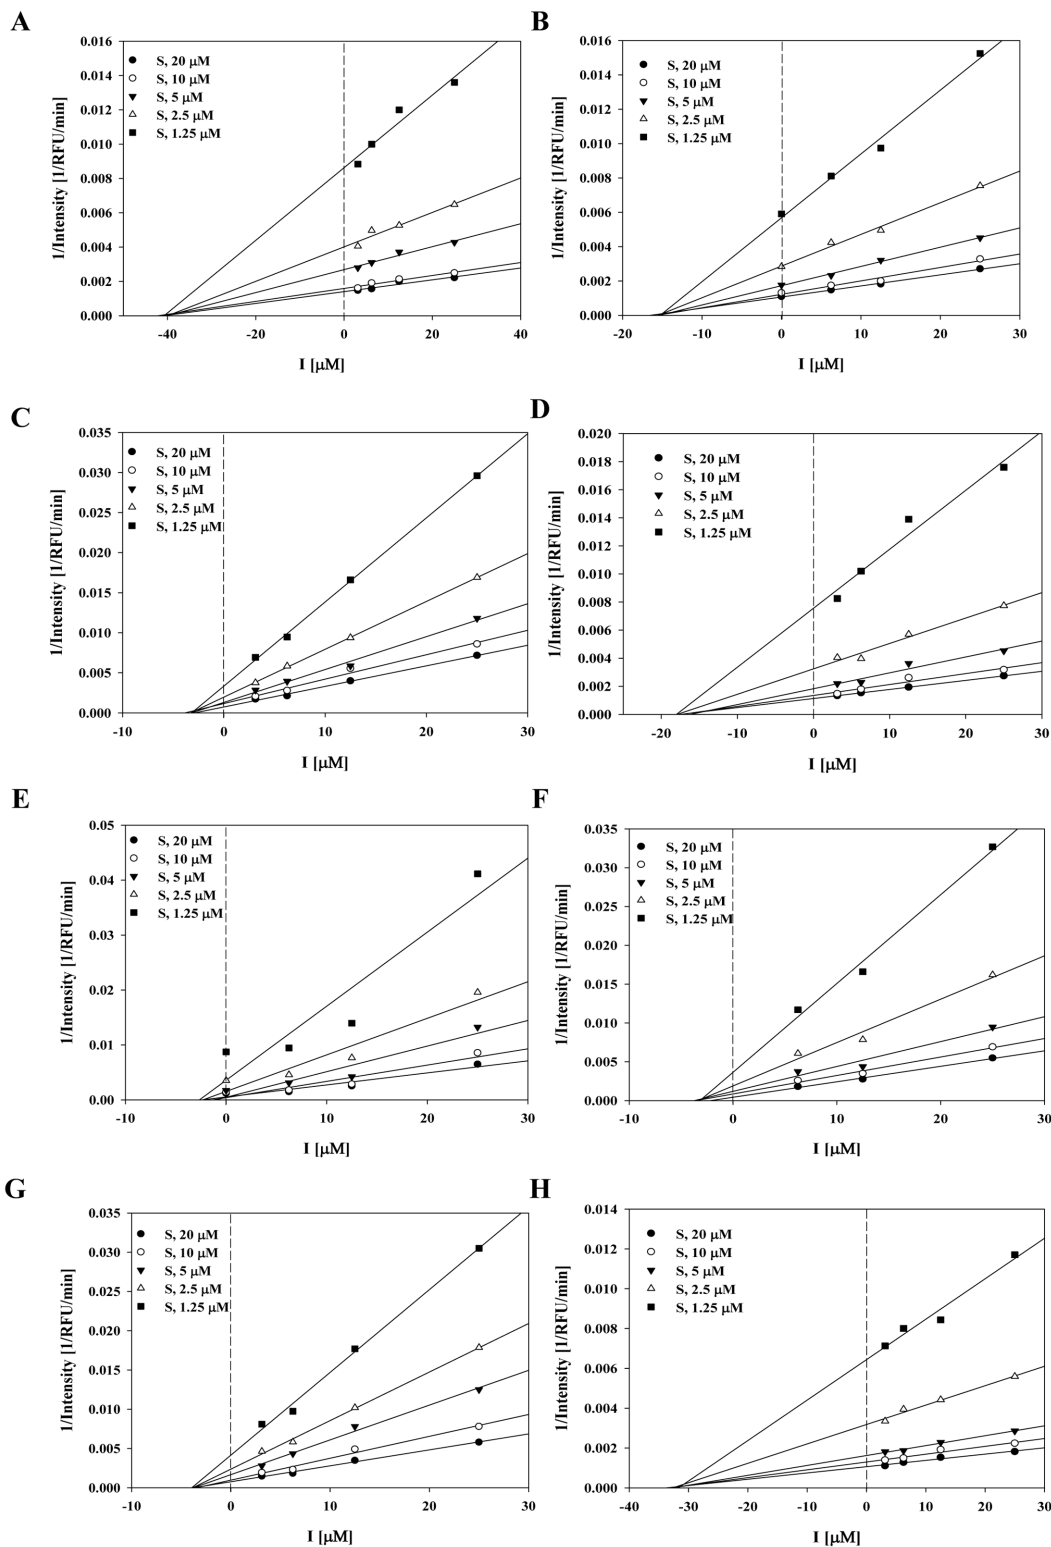 A
1/Intensity [1/RFU/min]
0.016
0.014
0.012
0.010
0.008
0.006
0.004
0.002
0.000
S, 20 μM
S, 10 μM
S, 5 μM
S, 2.5 μM
S, 1.25 μM
-40 -20 0 20 40
I [μM]
B
1/Intensity [1/RFU/min]
0.016
0.014
0.012
0.010
0.008
0.006
0.004
0.002
0.000
S, 20 μM
S, 10 μM
S, 5 μM
S, 2.5 μM
S, 1.25 μM
-20 -10 0 10 20 30
I [μM]
C
1/Intensity [1/RFU/min]
0.035
0.030
0.025
0.020
0.015
0.010
0.005
0.000
S, 20 μM
S, 10 μM
S, 5 μM
S, 2.5 μM
S, 1.25 μM
-10 0 10 20 30
I [μM]
D
1/Intensity [1/RFU/min]
0.020
0.018
0.016
0.014
0.012
0.010
0.008
0.006
0.004
0.002
0.000
S, 20 μM
S, 10 μM
S, 5 μM
S, 2.5 μM
S, 1.25 μM
-20 -10 0 10 20 30
I [μM]
E
1/Intensity [1/RFU/min]
0.05
0.04
0.03
0.02
0.01
0.00
S, 20 μM
S, 10 μM
S, 5 μM
S, 2.5 μM
S, 1.25 μM
-10 0 10 20 30
I [μM]
F
1/Intensity [1/RFU/min]
0.035
0.030
0.025
0.020
0.015
0.010
0.005
0.000
S, 20 μM
S, 10 μM
S, 5 μM
S, 2.5 μM
S, 1.25 μM
-10 0 10 20 30
I [μM]
G
1/Intensity [1/RFU/min]
0.035
0.030
0.025
0.020
0.015
0.010
0.005
0.000
S, 20 μM
S, 10 μM
S, 5 μM
S, 2.5 μM
S, 1.25 μM
-10 0 10 20 30
I [μM]
H
1/Intensity [1/RFU/min]
0.014
0.012
0.010
0.008
0.006
0.004
0.002
0.000
S, 20 μM
S, 10 μM
S, 5 μM
S, 2.5 μM
S, 1.25 μM
-40 -30 -20 -10 0 10 20 30
I [μM]